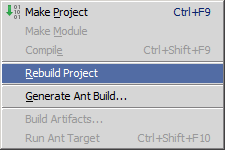 Make Project Ctrl+F9
Make Module
Compile Ctrl+Shift+F9
Rebuild Project
Generate Ant Build...
Build Artifacts...
Run Ant Target Ctrl+Shift+F10